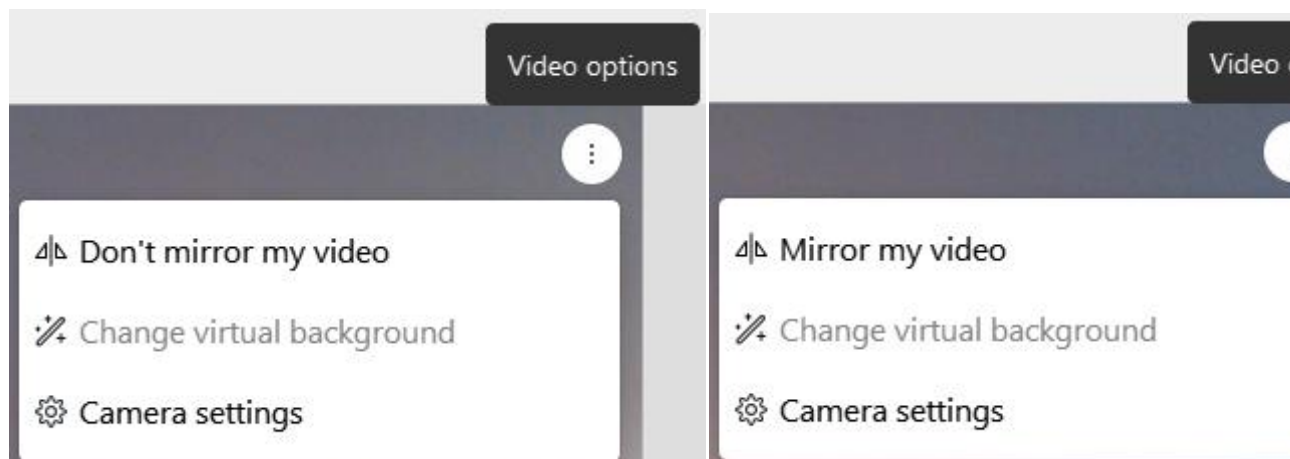 Video options
Don't mirror my video
Change virtual background
Camera settings
Video
Mirror my video
Change virtual background
Camera settings